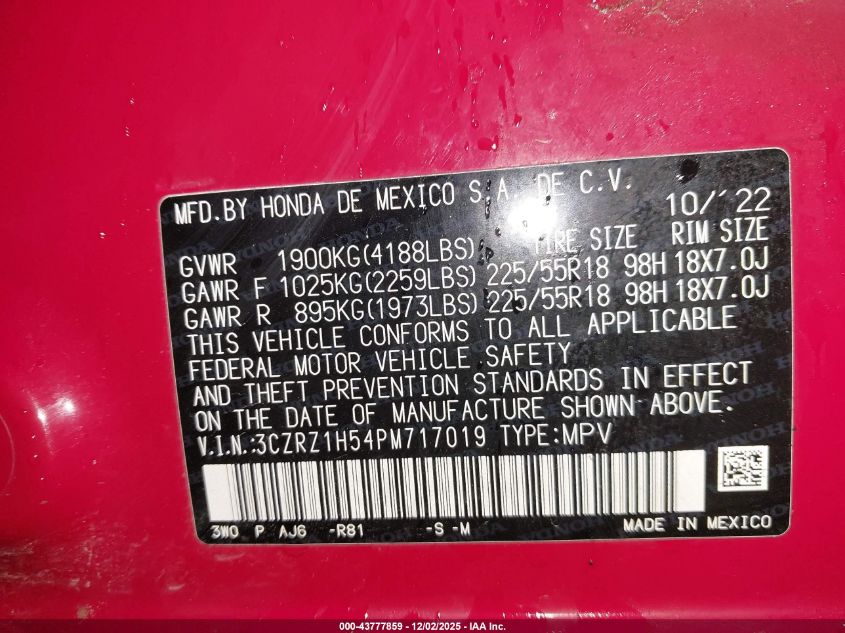 MFD.BY HONDA DE MEXICO S.A. DE C.V. 10/'22
GVWR 1900KG(4188LBS) TIRE SIZE RIM SIZE
GAWR F 1025KG(2259LBS) 225/55R18 98H 18X7.0J
GAWR R 895KG(1973LBS) 225/55R18 98H 18X7.0J
THIS VEHICLE CONFORMS TO ALL APPLICABLE
FEDERAL MOTOR VEHICLE SAFETY
AND THEFT PREVENTION STANDARDS IN EFFECT
ON THE DATE OF MANUFACTURE SHOWN ABOVE.
V.I.N.:3CZRZ1H54PM717019 TYPE:MPV
3W0 P AJ6 -R81 -S -M MADE IN MEXICO
000-43777859 - 12/02/2025 - IAA Inc.